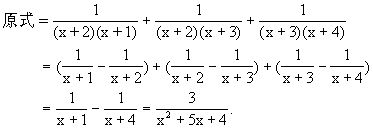 原式 = 1/((x+2)(x+1)) + 1/((x+2)(x+3)) + 1/((x+3)(x+4))
= (1/(x+1) - 1/(x+2)) + (1/(x+2) - 1/(x+3)) + (1/(x+3) - 1/(x+4))
= 1/(x+1) - 1/(x+4) = 3/(x²+5x+4).